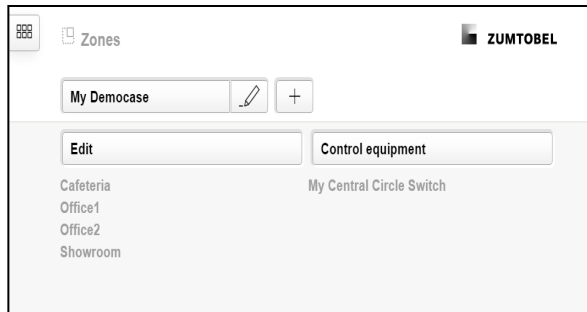 Zones
ZUMTOBEL
My Democase
+
Edit
Control equipment
Cafeteria
My Central Circle Switch
Office1
Office2
Showroom